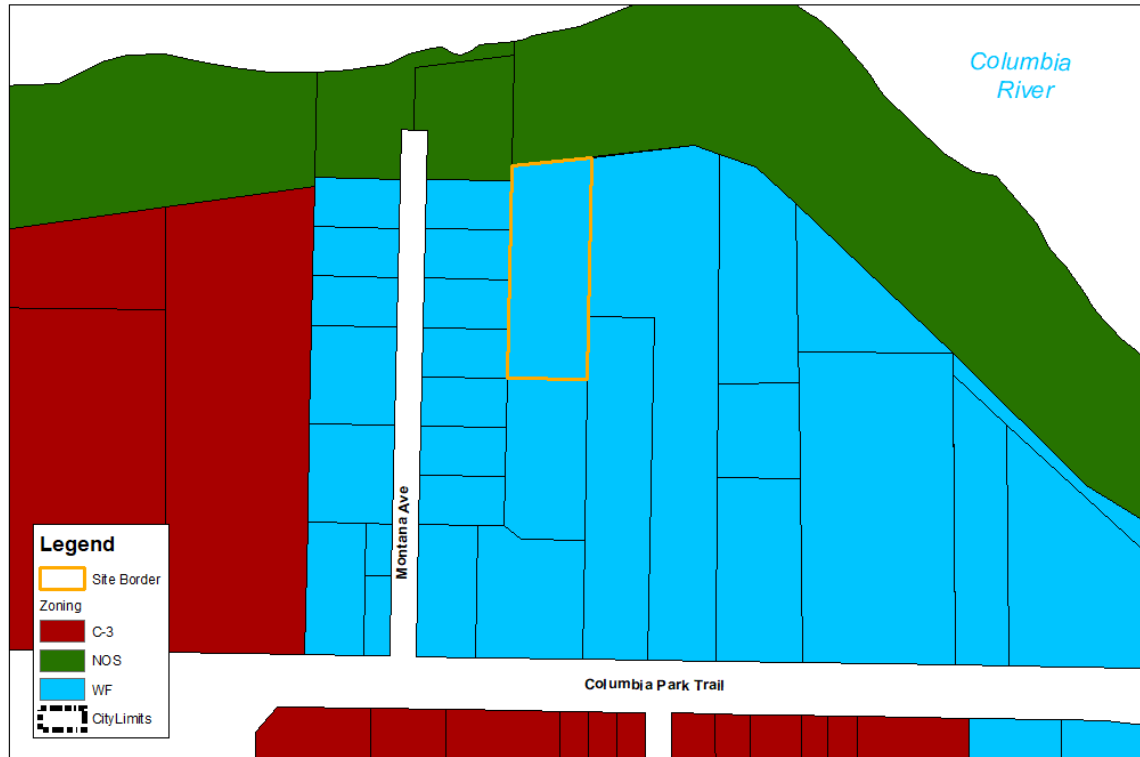 Columbia
River
Montana Ave
Legend
Site Border
Zoning
C-3
NOS
WF
CityLimits
Columbia Park Trail